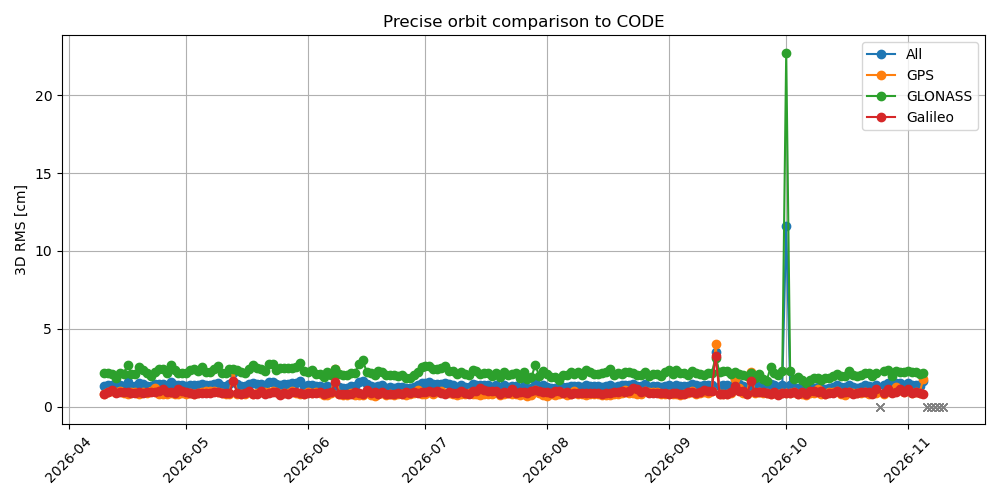 Precise orbit comparison to CODE
3D RMS [cm]
20
15
10
5
0
All
GPS
GLONASS
Galileo
2026-04
2026-05
2026-06
2026-07
2026-08
2026-09
2026-10
2026-11